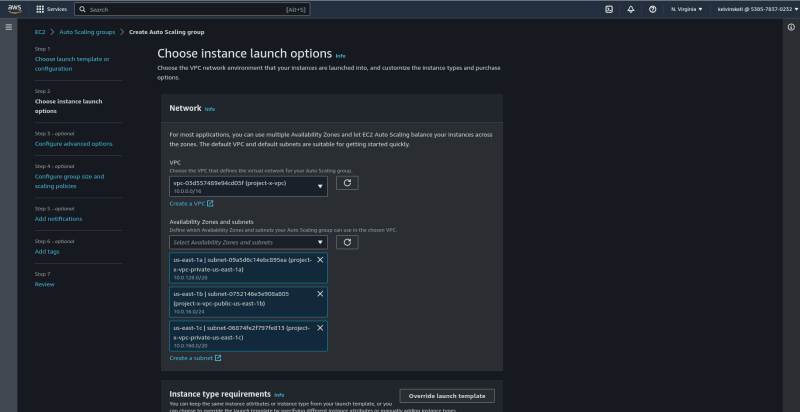 aws
Services
Search
[Alt+S]
N. Virginia
kelvinskell @ 5385-7837-0232
EC2 > Auto Scaling groups > Create Auto Scaling group
Step 1
Choose launch template or
configuration
Step 2
Choose instance launch
options
Step 3 - optional
Configure advanced options
Step 4 - optional
Configure group size and
scaling policies
Step 5 - optional
Add notifications
Step 6 - optional
Add tags
Step 7
Review
Choose instance launch options Info
Choose the VPC network environment that your instances are launched into, and customize the instance types and purchase
options.
Network Info
For most applications, you can use multiple Availability Zones and let EC2 Auto Scaling balance your instances across
the zones. The default VPC and default subnets are suitable for getting started quickly.
VPC
Choose the VPC that defines the virtual network for your Auto Scaling group.
vpc-03d557489e94cd05f (project-x-vpc)
10.0.0.0/16
Create a VPC
Availability Zones and subnets
Define which Availability Zones and subnets your Auto Scaling group can use in the chosen VPC.
Select Availability Zones and subnets
us-east-1a | subnet-09a5d6c14ebc895ea (project-
x-vpc-private-us-east-1a)
10.0.128.0/20
us-east-1b | subnet-0752146e3e908a805
(project-x-vpc-public-us-east-1b)
10.0.16.0/24
us-east-1c | subnet-06874fe2f797fe813 (project-
x-vpc-private-us-east-1c)
10.0.160.0/20
Create a subnet
Instance type requirements Info
Override launch template
You can keep the same instance attributes or instance type from your launch template, or you
can choose to override the launch template by specifying different instance attributes or manually adding instance types.